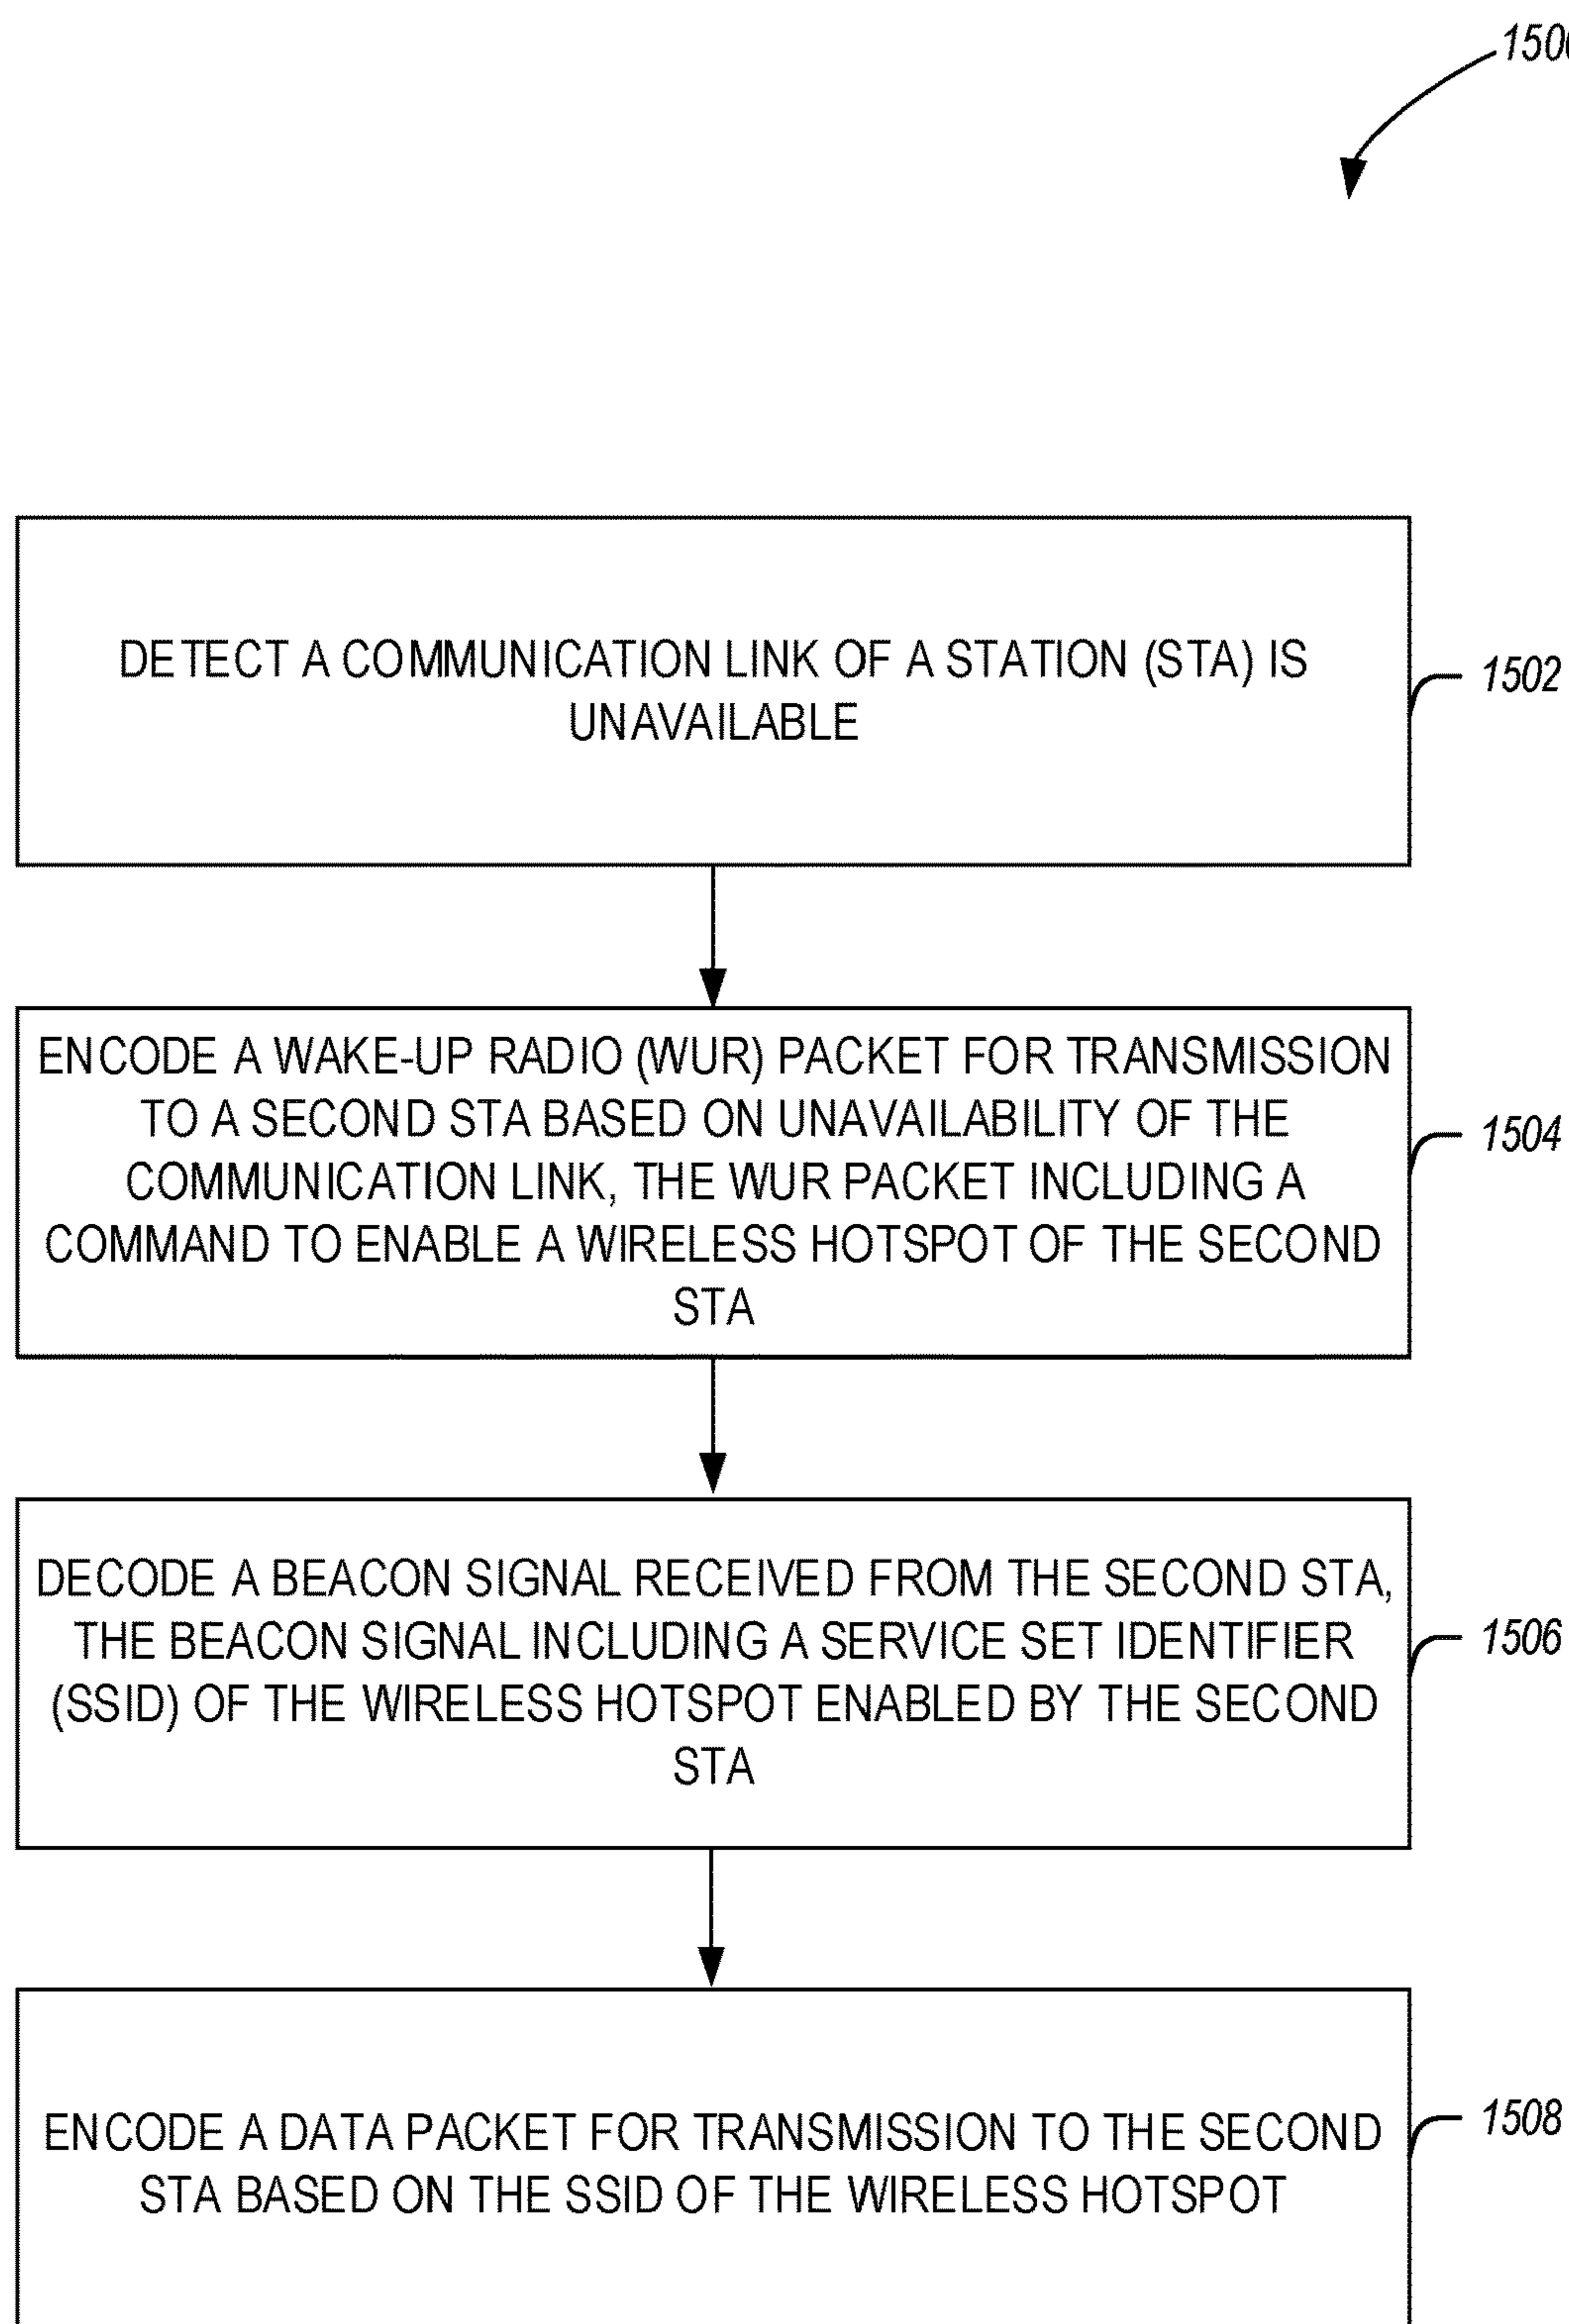 1500
DETECT A COMMUNICATION LINK OF A STATION (STA) IS
UNAVAILABLE
1502
ENCODE A WAKE-UP RADIO (WUR) PACKET FOR TRANSMISSION
TO A SECOND STA BASED ON UNAVAILABILITY OF THE
COMMUNICATION LINK, THE WUR PACKET INCLUDING A
COMMAND TO ENABLE A WIRELESS HOTSPOT OF THE SECOND
STA
1504
DECODE A BEACON SIGNAL RECEIVED FROM THE SECOND STA,
THE BEACON SIGNAL INCLUDING A SERVICE SET IDENTIFIER
(SSID) OF THE WIRELESS HOTSPOT ENABLED BY THE SECOND
STA
1506
ENCODE A DATA PACKET FOR TRANSMISSION TO THE SECOND
STA BASED ON THE SSID OF THE WIRELESS HOTSPOT
1508